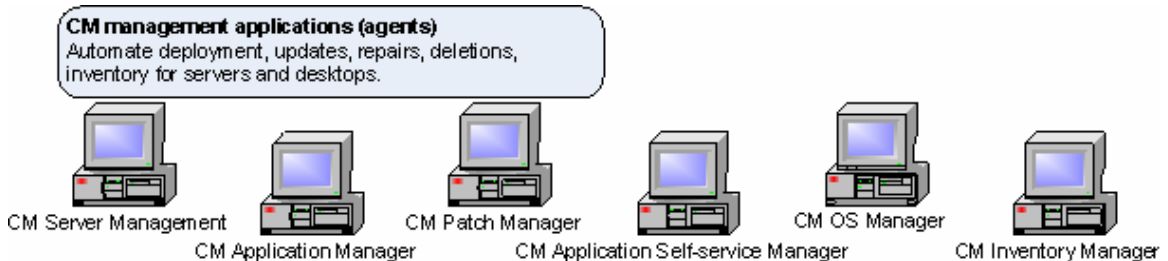 CM management applications (agents)
Automate deployment, updates, repairs, deletions,
inventory for servers and desktops.
CM Server Management
CM Application Manager
CM Patch Manager
CM Application Self-service Manager
CM OS Manager
CM Inventory Manager